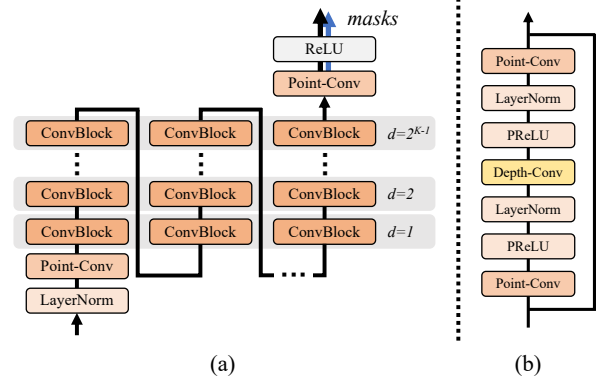 masks
ReLU
Point-Conv
ConvBlock ConvBlock ConvBlock d=2^{K-1}
ConvBlock ConvBlock ConvBlock d=2
ConvBlock ConvBlock ConvBlock d=1
Point-Conv
LayerNorm
(a)
Point-Conv
LayerNorm
PReLU
Depth-Conv
LayerNorm
PReLU
Point-Conv
(b)